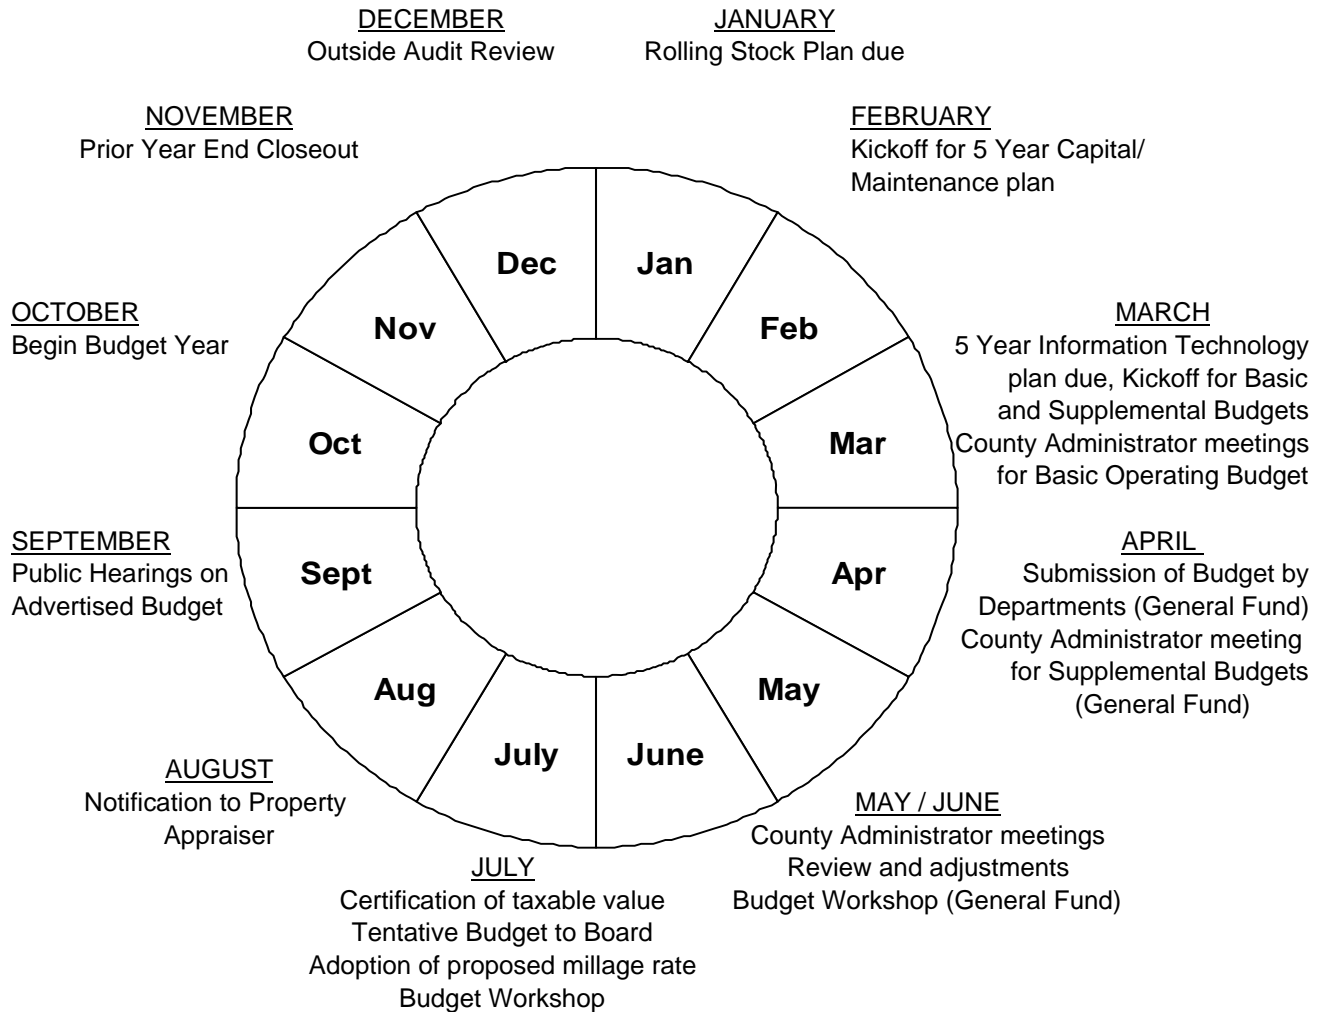 DECEMBER
Outside Audit Review
JANUARY
Rolling Stock Plan due
NOVEMBER
Prior Year End Closeout
FEBRUARY
Kickoff for 5 Year Capital/
Maintenance plan
Dec
Jan
Nov
Feb
OCTOBER
Begin Budget Year
MARCH
5 Year Information Technology
plan due, Kickoff for Basic
and Supplemental Budgets
County Administrator meetings
for Basic Operating Budget
Oct
Mar
SEPTEMBER
Public Hearings on
Advertised Budget
Sept
Apr
APRIL
Submission of Budget by
Departments (General Fund)
County Administrator meeting
for Supplemental Budgets
(General Fund)
Aug
May
July
June
AUGUST
Notification to Property
Appraiser
MAY / JUNE
County Administrator meetings
Review and adjustments
Budget Workshop (General Fund)
JULY
Certification of taxable value
Tentative Budget to Board
Adoption of proposed millage rate
Budget Workshop